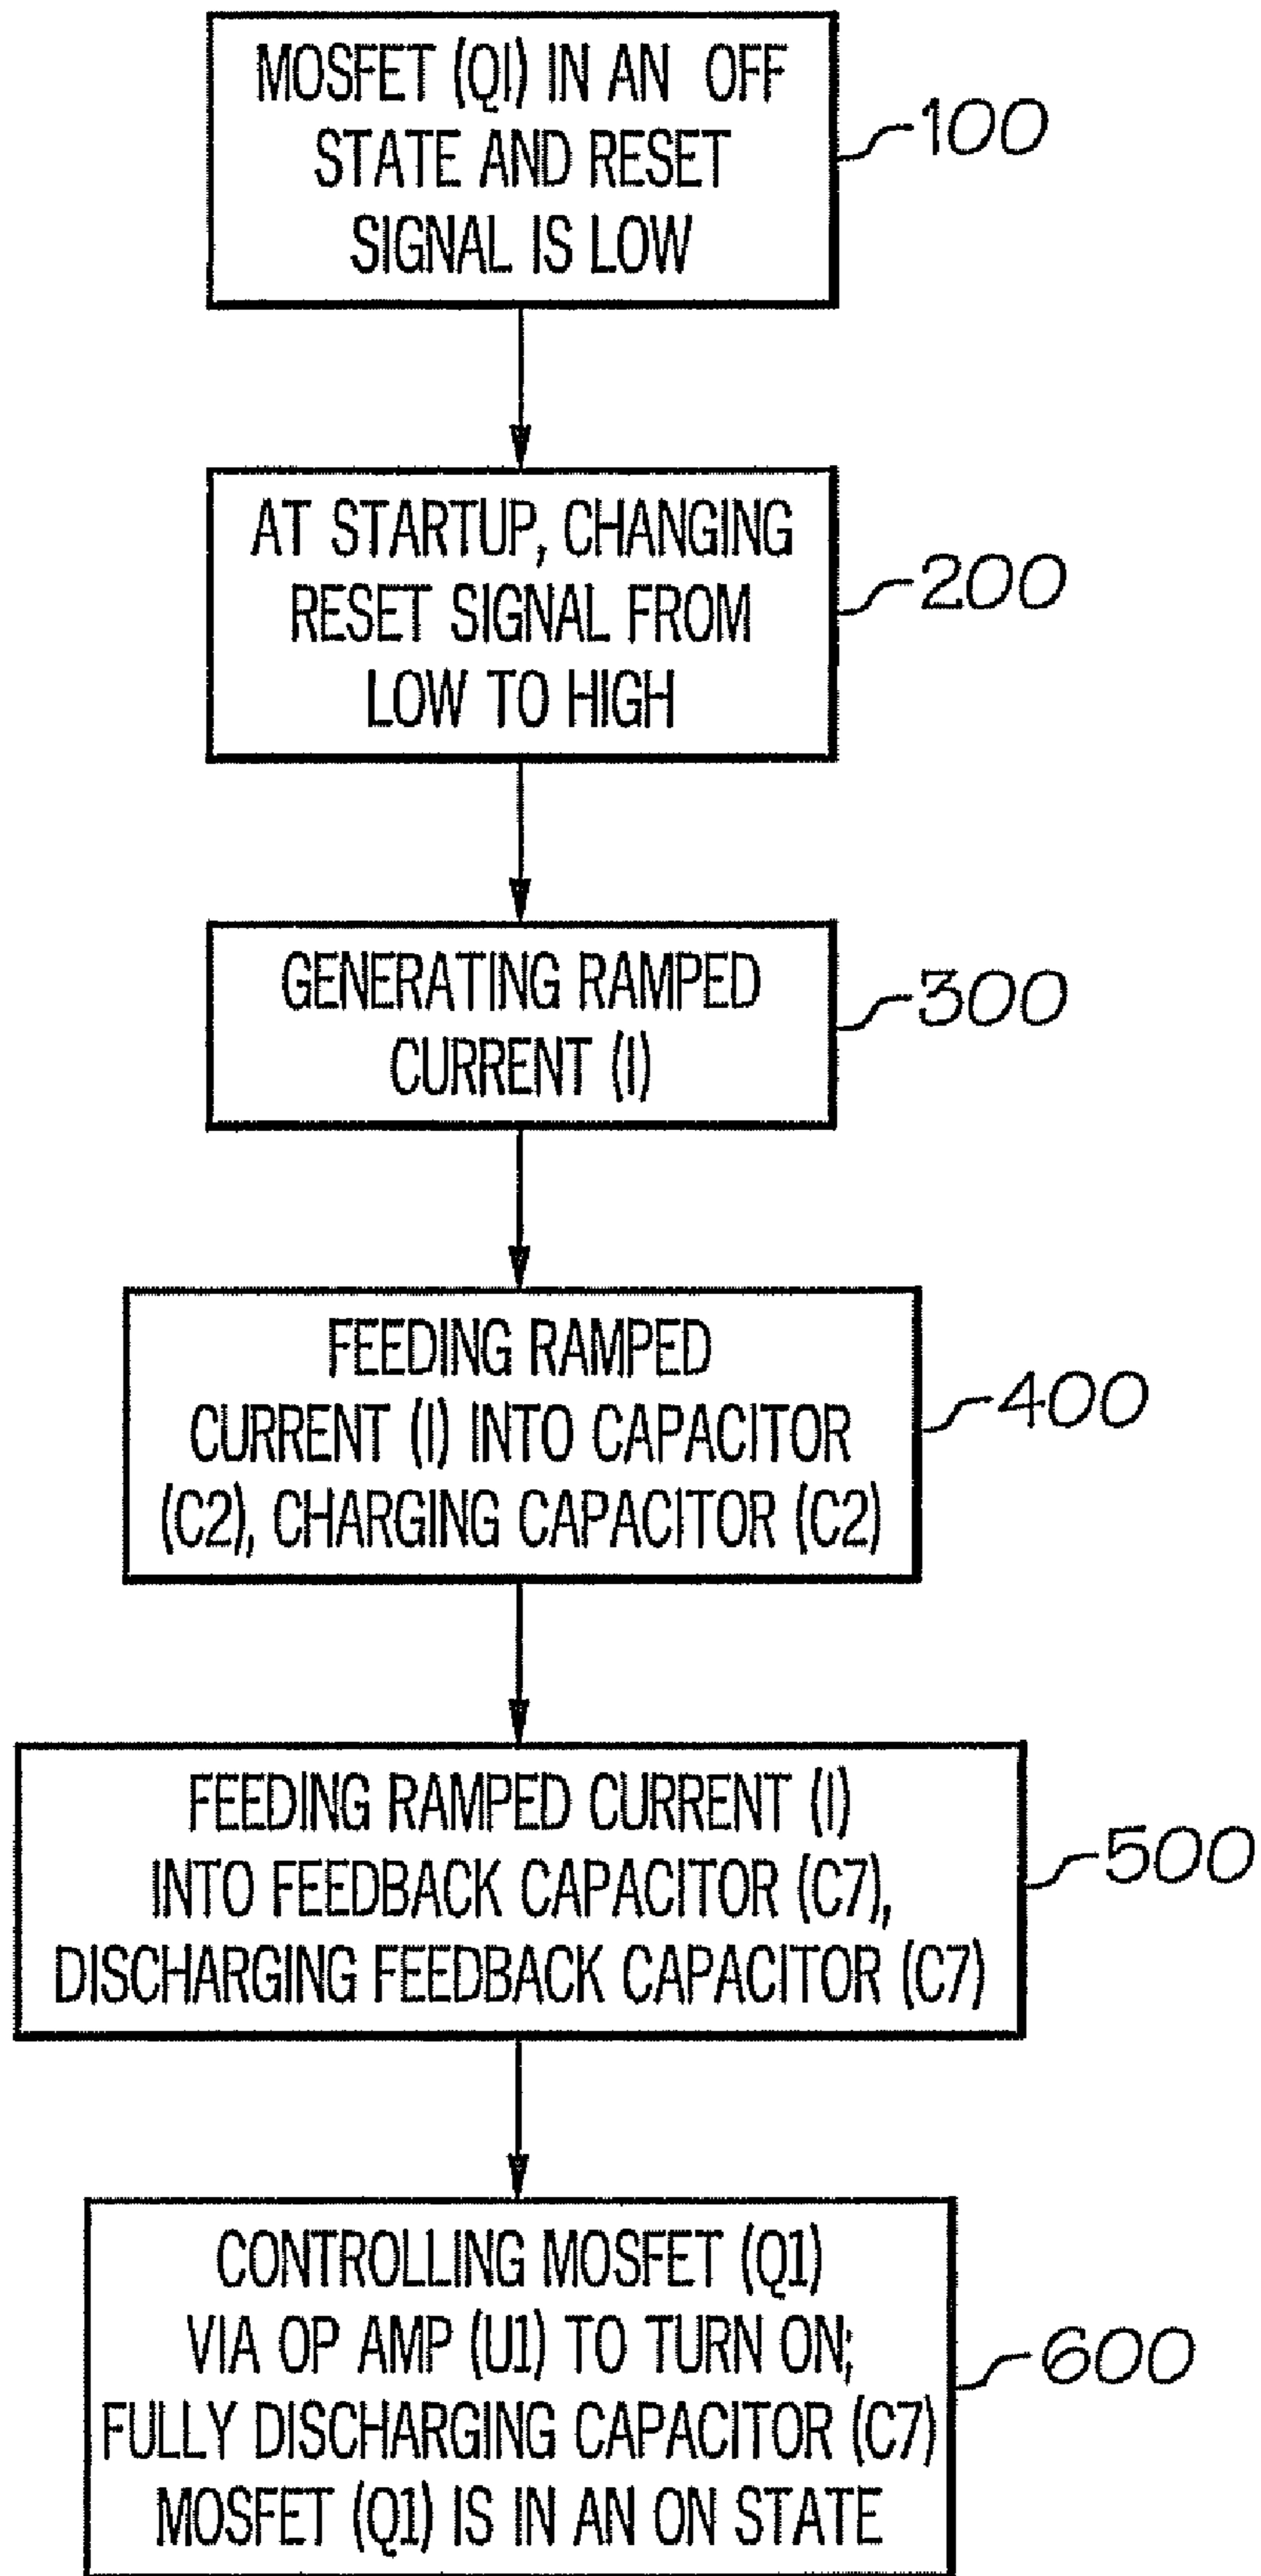 MOSFET (Q1) IN AN OFF
STATE AND RESET
SIGNAL IS LOW
100
AT STARTUP, CHANGING
RESET SIGNAL FROM
LOW TO HIGH
200
GENERATING RAMPED
CURRENT (I)
300
FEEDING RAMPED
CURRENT (I) INTO CAPACITOR
(C2), CHARGING CAPACITOR (C2)
400
FEEDING RAMPED CURRENT (I)
INTO FEEDBACK CAPACITOR (C7),
DISCHARGING FEEDBACK CAPACITOR (C7)
500
CONTROLLING MOSFET (Q1)
VIA OP AMP (U1) TO TURN ON;
FULLY DISCHARGING CAPACITOR (C7)
MOSFET (Q1) IS IN AN ON STATE
600